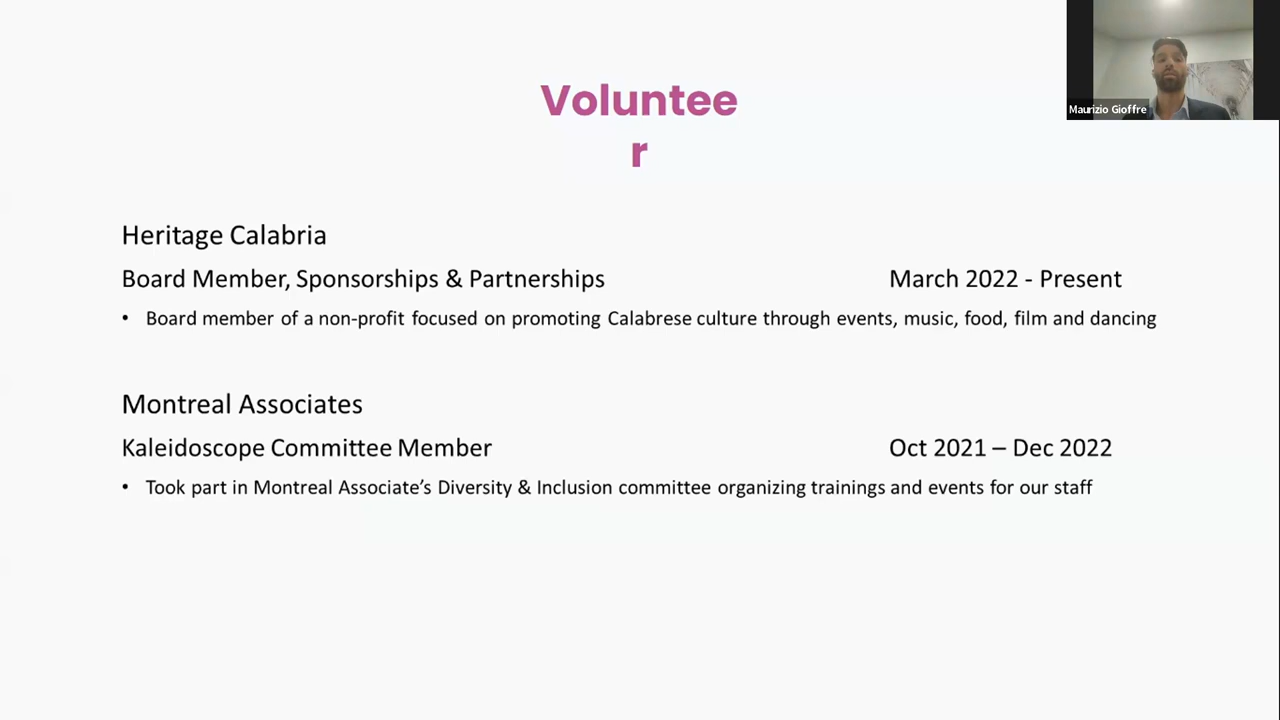 Voluntee
r
Maurizio Gioffre
Heritage Calabria
Board Member, Sponsorships & Partnerships March 2022 - Present
• Board member of a non-profit focused on promoting Calabrese culture through events, music, food, film and dancing
Montreal Associates
Kaleidoscope Committee Member Oct 2021 – Dec 2022
• Took part in Montreal Associate’s Diversity & Inclusion committee organizing trainings and events for our staff